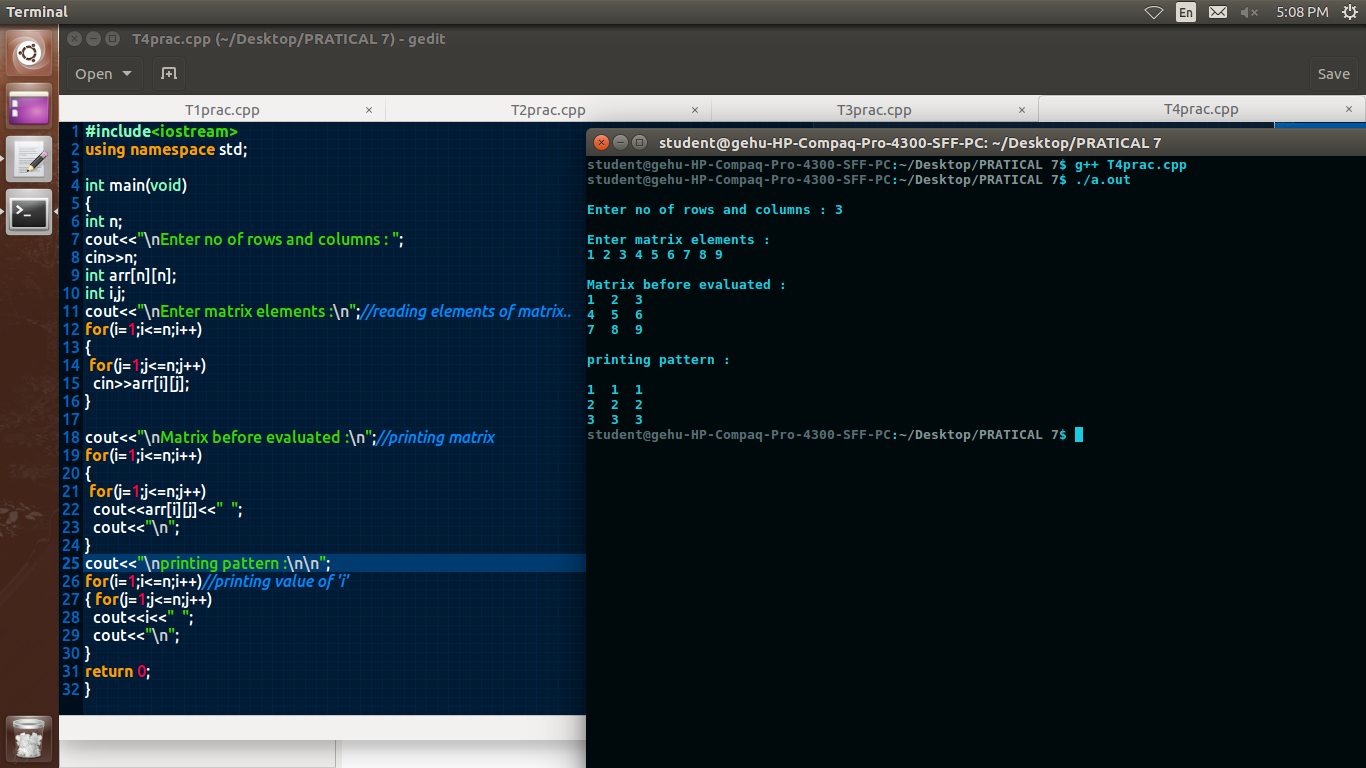 Terminal
En
5:08 PM
T4prac.cpp (~/Desktop/PRATICAL 7) - gedit
Open
Save
T1prac.cpp ×
T2prac.cpp ×
T3prac.cpp ×
T4prac.cpp ×
1 #include<iostream>
2 using namespace std;
3
4 int main(void)
5 {
6 int n;
7 cout<<"\nEnter no of rows and columns : ";
8 cin>>n;
9 int arr[n][n];
10 int i,j;
11 cout<<"\nEnter matrix elements :\n";//reading elements of matrix..
12 for(i=1;i<=n;i++)
13 {
14  for(j=1;j<=n;j++)
15   cin>>arr[i][j];
16 }
17
18 cout<<"\nMatrix before evaluated :\n";//printing matrix
19 for(i=1;i<=n;i++)
20 {
21  for(j=1;j<=n;j++)
22   cout<<arr[i][j]<<"  ";
23   cout<<"\n";
24 }
25 cout<<"\nprinting pattern :\n\n";
26 for(i=1;i<=n;i++)//printing value of 'i'
27 { for(j=1;j<=n;j++)
28   cout<<i<<"  ";
29   cout<<"\n";
30 }
31 return 0;
32 }
student@gehu-HP-Compaq-Pro-4300-SFF-PC: ~/Desktop/PRATICAL 7
student@gehu-HP-Compaq-Pro-4300-SFF-PC:~/Desktop/PRATICAL 7$ g++ T4prac.cpp
student@gehu-HP-Compaq-Pro-4300-SFF-PC:~/Desktop/PRATICAL 7$ ./a.out
Enter no of rows and columns : 3
Enter matrix elements :
1 2 3 4 5 6 7 8 9
Matrix before evaluated :
1  2  3
4  5  6
7  8  9
printing pattern :
1  1  1
2  2  2
3  3  3
student@gehu-HP-Compaq-Pro-4300-SFF-PC:~/Desktop/PRATICAL 7$